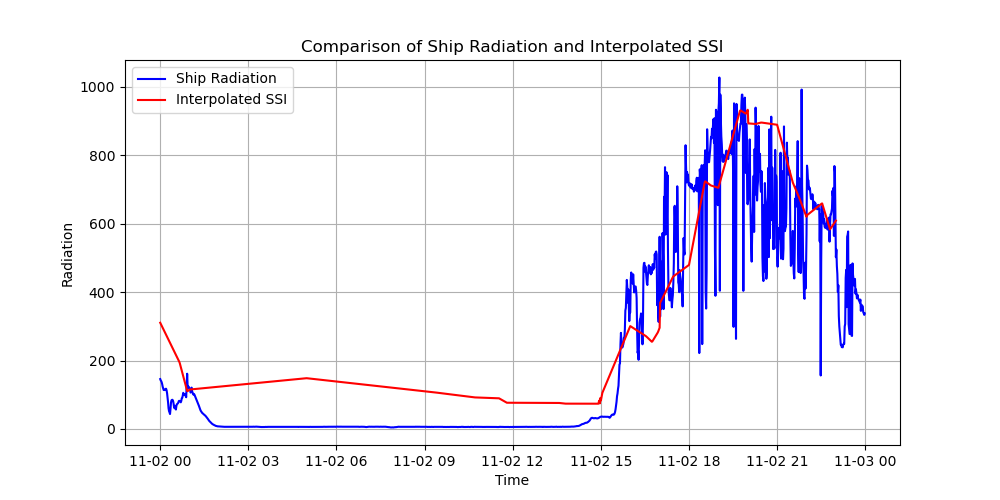 Comparison of Ship Radiation and Interpolated SSI
Ship Radiation
Interpolated SSI
Radiation
1000
800
600
400
200
0
11-02 00 11-02 03 11-02 06 11-02 09 11-02 12 11-02 15 11-02 18 11-02 21 11-03 00
Time